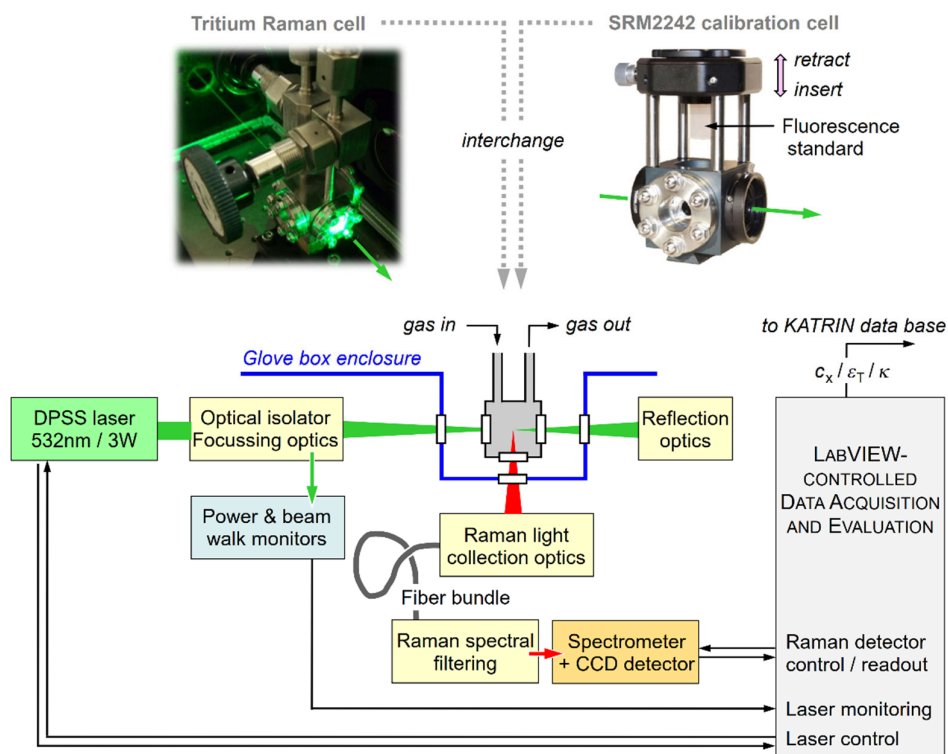 Tritium Raman cell
SRM2242 calibration cell
retract
insert
Fluorescence
standard
interchange
gas in
gas out
to KATRIN data base
Glove box enclosure
cx / εT / κ
DPSS laser
532nm / 3W
Optical isolator
Focussing optics
Reflection
optics
LABVIEW-
CONTROLLED
DATA ACQUISITION
AND EVALUATION
Power & beam
walk monitors
Raman light
collection optics
Fiber bundle
Raman spectral
filtering
Spectrometer
+ CCD detector
Raman detector
control / readout
Laser monitoring
Laser control